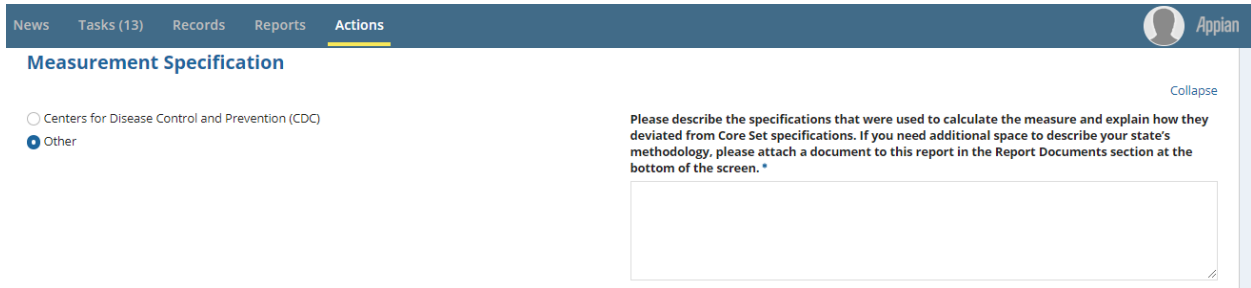 News Tasks (13) Records Reports Actions Appian
Measurement Specification
Collapse
Centers for Disease Control and Prevention (CDC)
Other
Please describe the specifications that were used to calculate the measure and explain how they
deviated from Core Set specifications. If you need additional space to describe your state's
methodology, please attach a document to this report in the Report Documents section at the
bottom of the screen. *